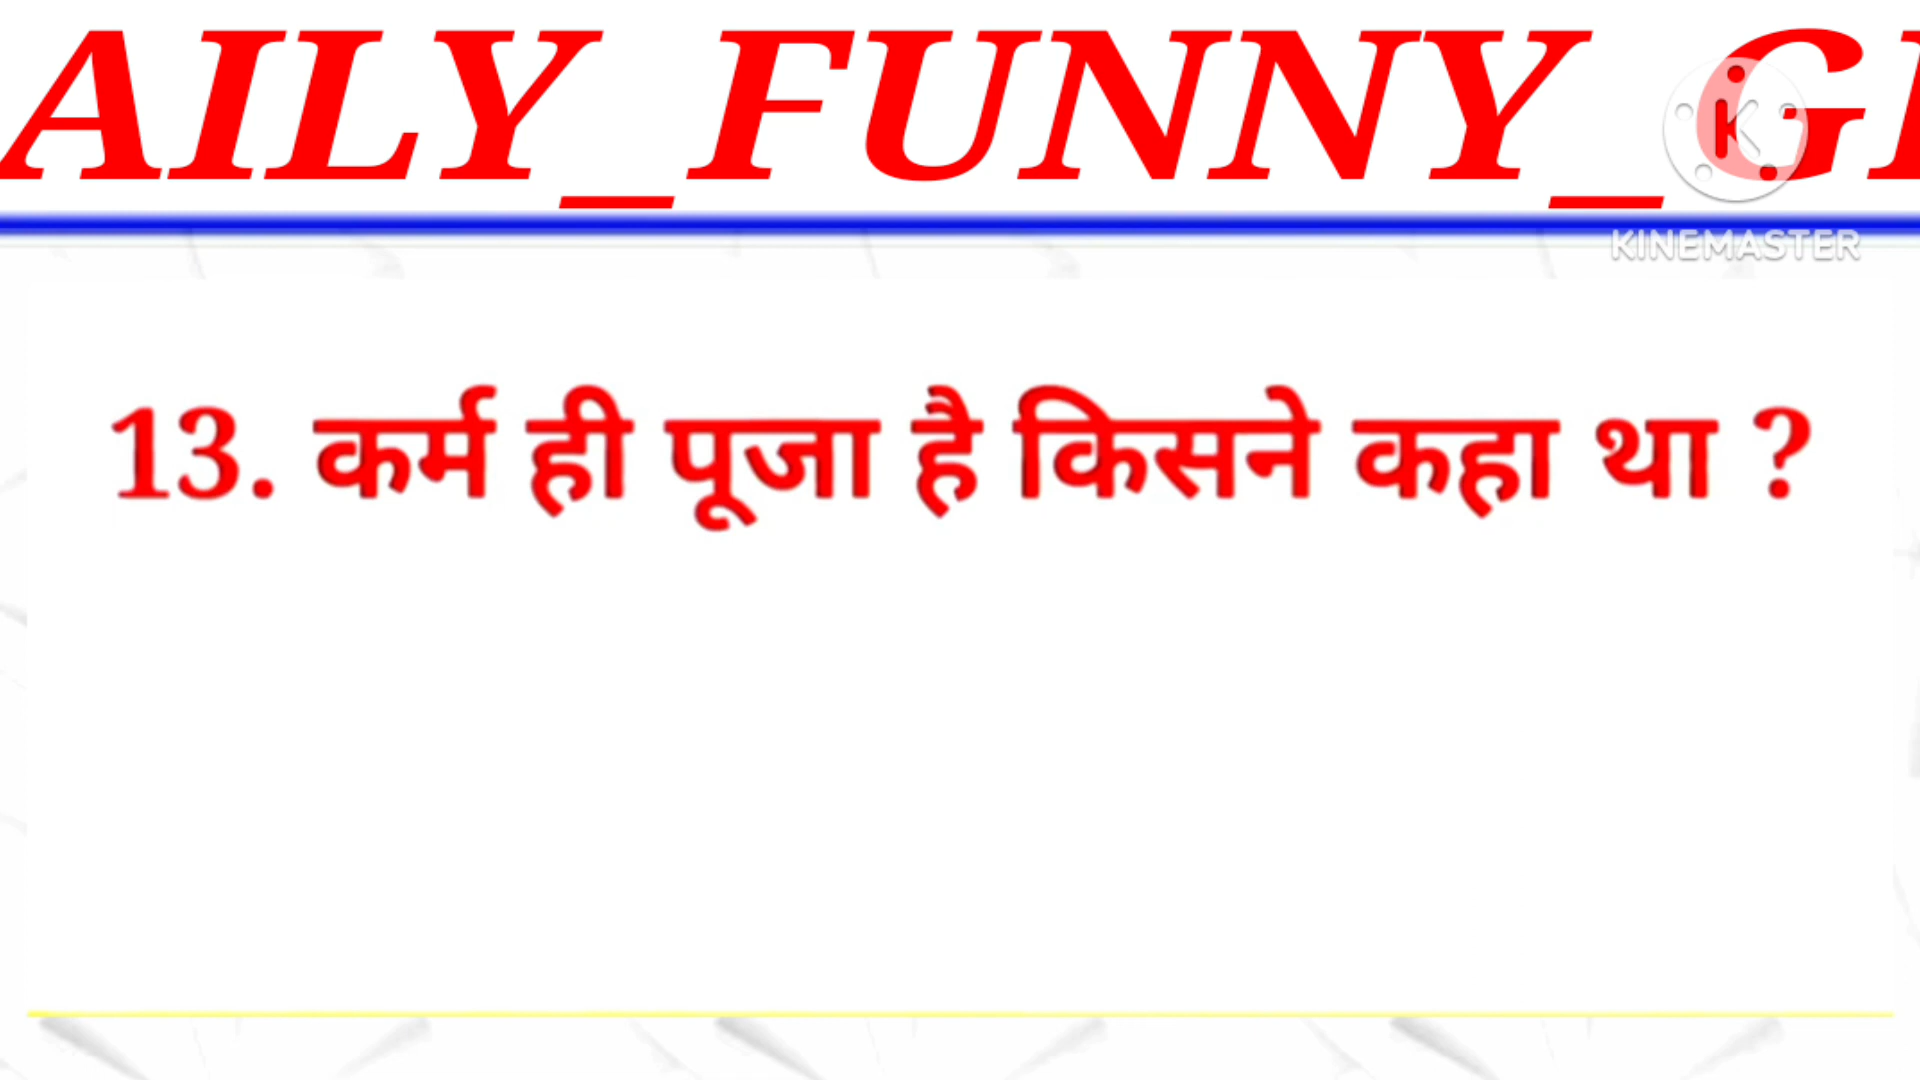 AILY_FUNNY_G
KINEMASTER
13. कर्म ही पूजा है किसने कहा था ?